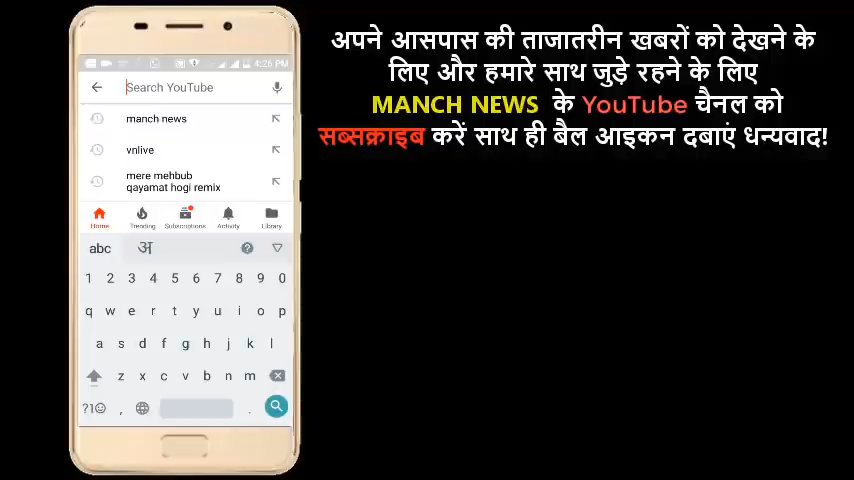 अपने आसपास की ताजातरीन खबरों को देखने के
लिए और हमारे साथ जुड़े रहने के लिए
MANCH NEWS के YouTube चैनल को
सब्सक्राइब करें साथ ही बैल आइकन दबाएं धन्यवाद!
4:26 PM
Search YouTube
manch news
vnlive
mere mehbub
qayamat hogi remix
Home Trending Subscriptions Activity Library
abc अ
1 2 3 4 5 6 7 8 9 0
q w e r t y u i o p
a s d f g h j k l
z x c v b n m
?1☺ , .